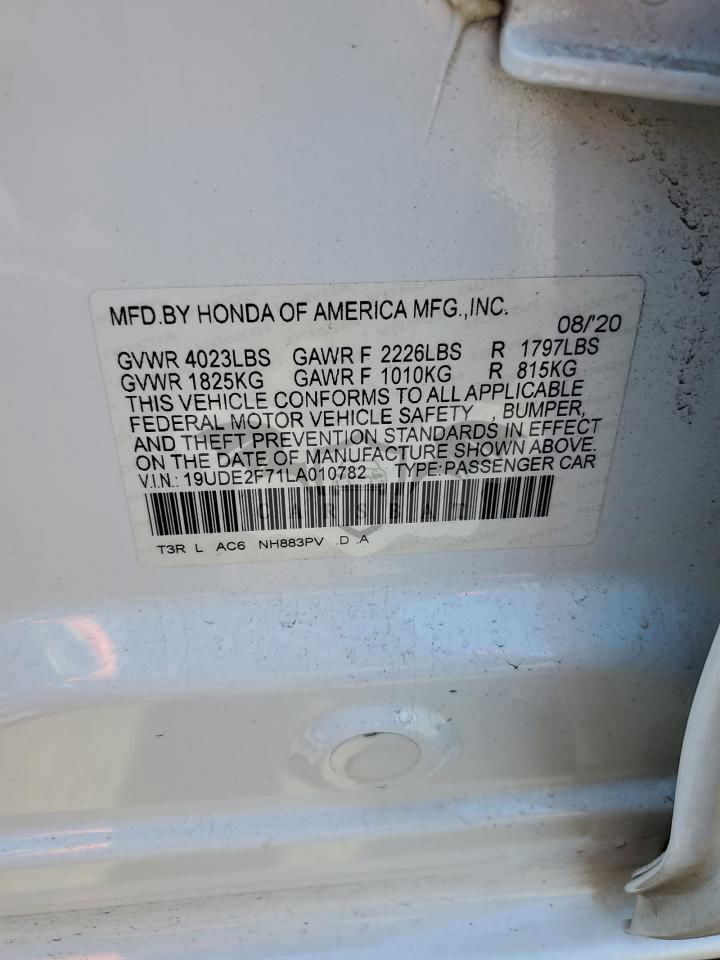 MFD.BY HONDA OF AMERICA MFG.,INC.
08/'20
GVWR 4023LBS GAWR F 2226LBS R 1797LBS
GVWR 1825KG GAWR F 1010KG R 815KG
THIS VEHICLE CONFORMS TO ALL APPLICABLE
FEDERAL MOTOR VEHICLE SAFETY , BUMPER,
AND THEFT PREVENTION STANDARDS IN EFFECT
ON THE DATE OF MANUFACTURE SHOWN ABOVE.
V.I.N.: 19UDE2F71LA010782 TYPE:PASSENGER CAR
T3R L AC6 NH883PV .D .A